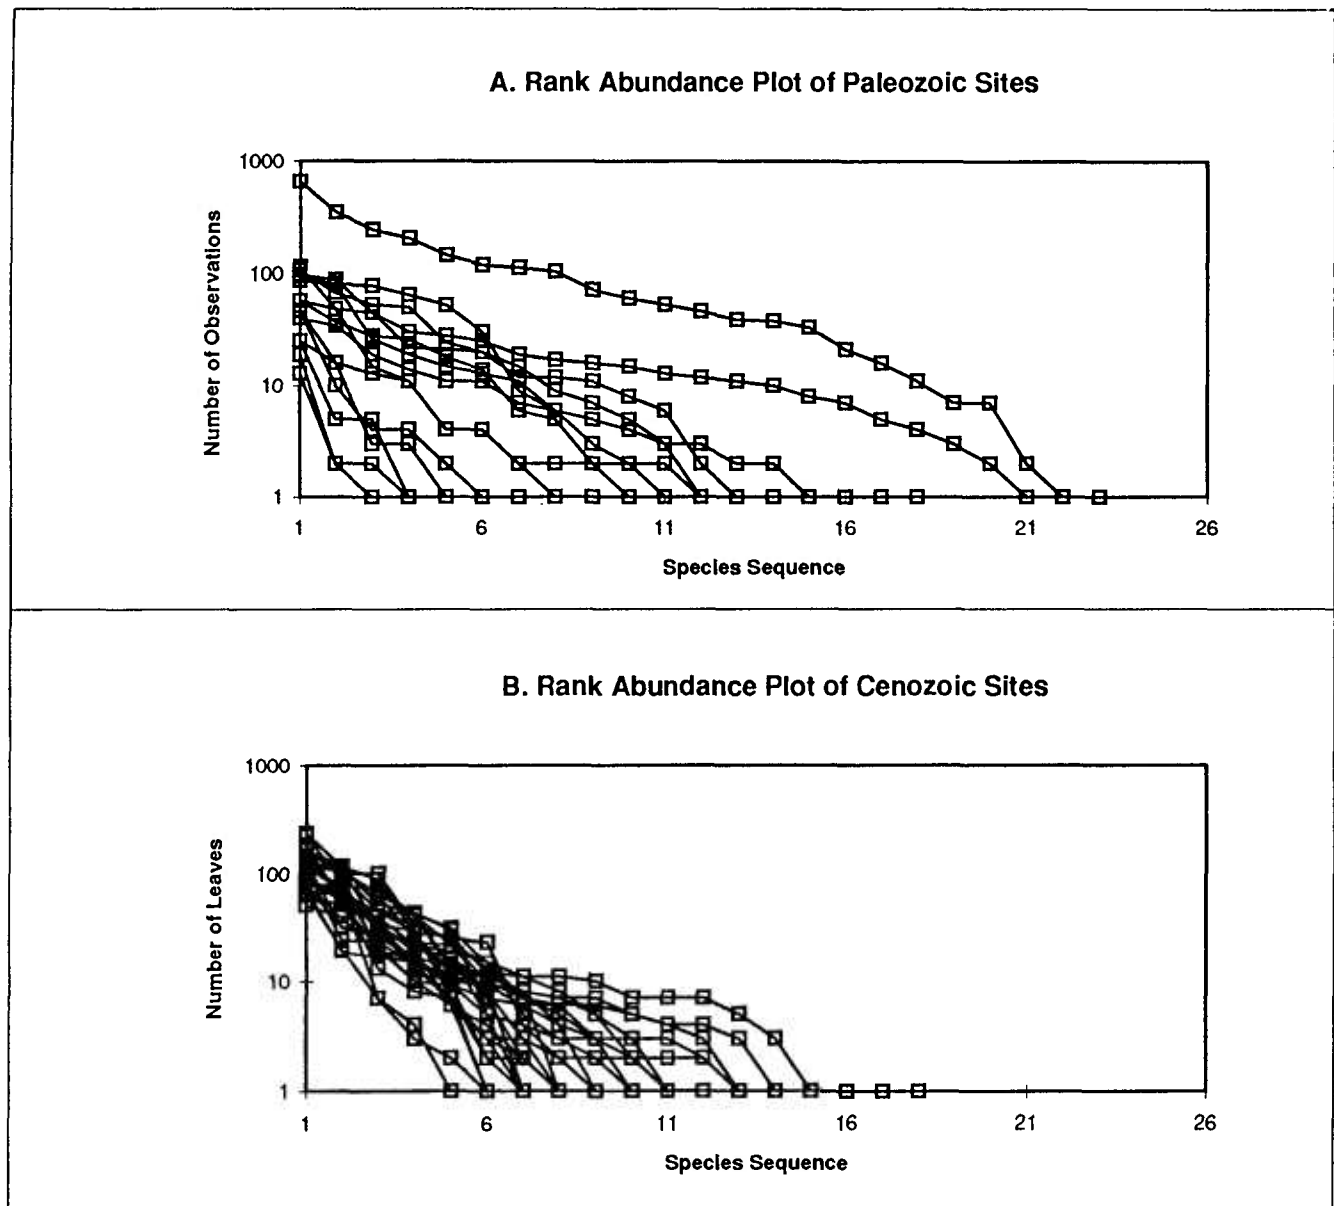 A. Rank Abundance Plot of Paleozoic Sites
1000
100
10
1
Number of Observations
1 6 11 16 21 26
Species Sequence
B. Rank Abundance Plot of Cenozoic Sites
1000
100
10
1
Number of Leaves
1 6 11 16 21 26
Species Sequence